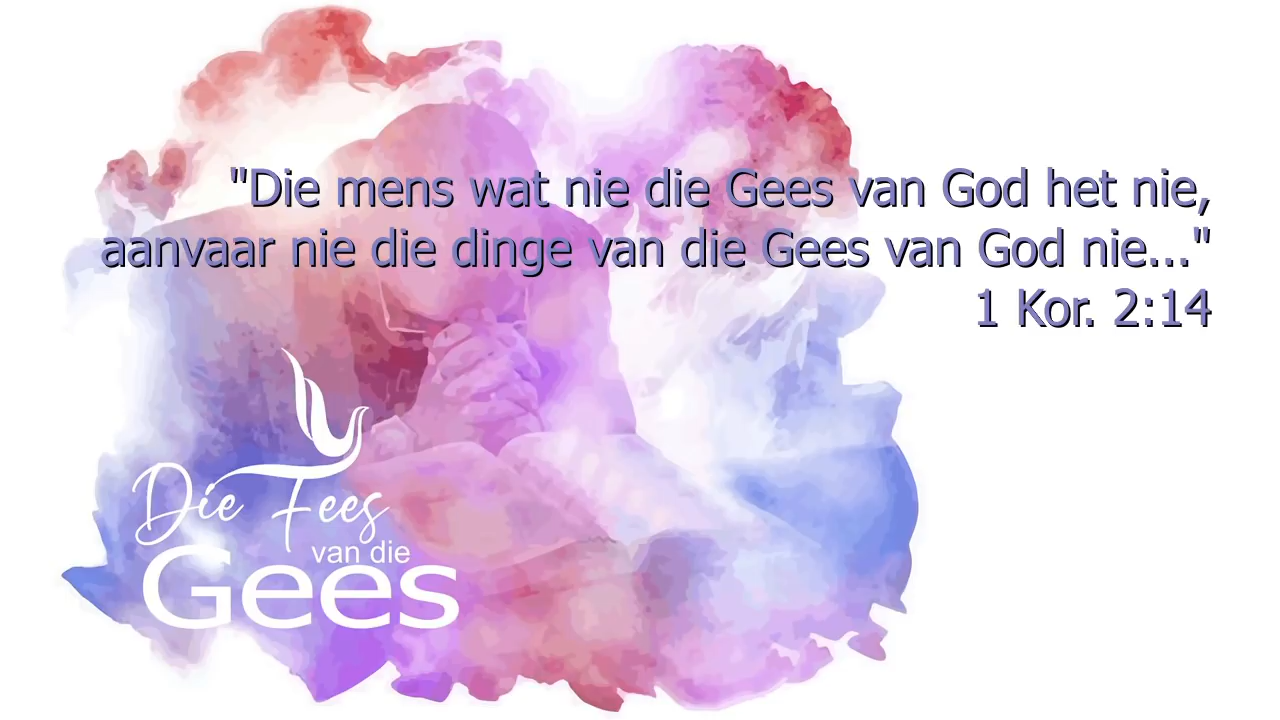 "Die mens wat nie die Gees van God het nie,
aanvaar nie die dinge van die Gees van God nie..."
1 Kor. 2:14
Die Fees
van die
Gees